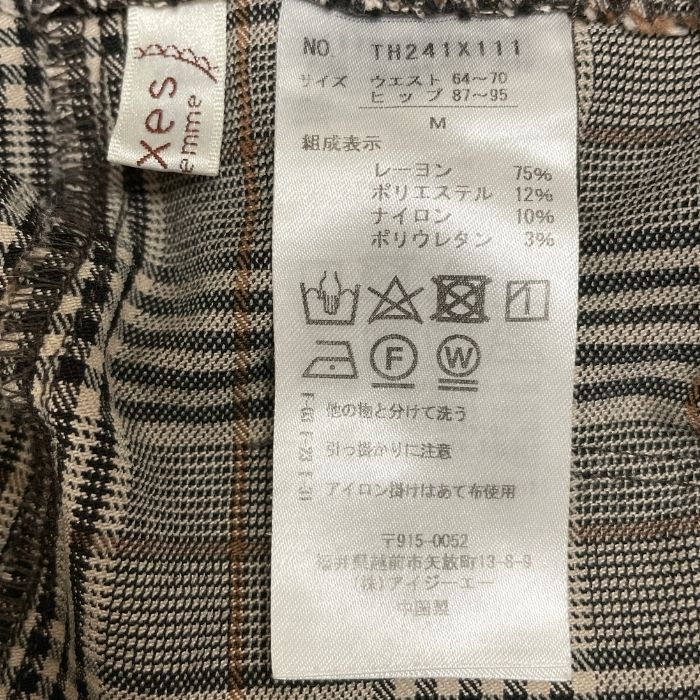 xes
emme
NO. TH241X111
サイズ ウエスト 64～70
ヒップ 87～95
M
組成表示
レーヨン 75%
ポリエステル 12%
ナイロン 10%
ポリウレタン 3%
F
W
他の物と分けて洗う
引っ掛かりに注意
アイロン掛けはあて布使用
〒915-0052
福井県越前市矢放町13-8-9
(株)アイジーエー
中国製